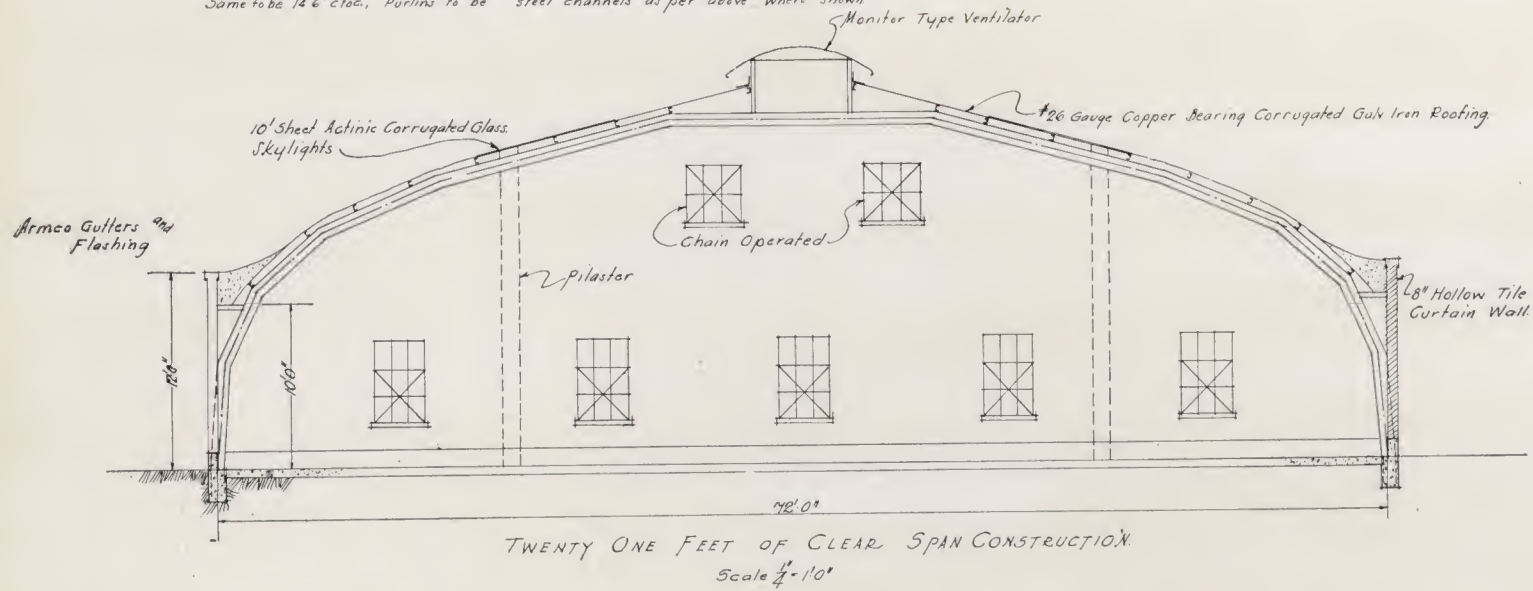 Same to be 14'6" c to c., Purlins to be steel channels as per above where shown.
Monitor Type Ventilator
10' Sheet Actinic Corrugated Glass.
Skylights
#26 Gauge Copper Bearing Corrugated Galv Iron Roofing.
Armco Gutters and
Flashing
Chain Operated
Pilaster
8" Hollow Tile
Curtain Wall.
12'0"
10'0"
72'.0"
TWENTY ONE FEET OF CLEAR SPAN CONSTRUCTION.
Scale 1/4" - 1'0"